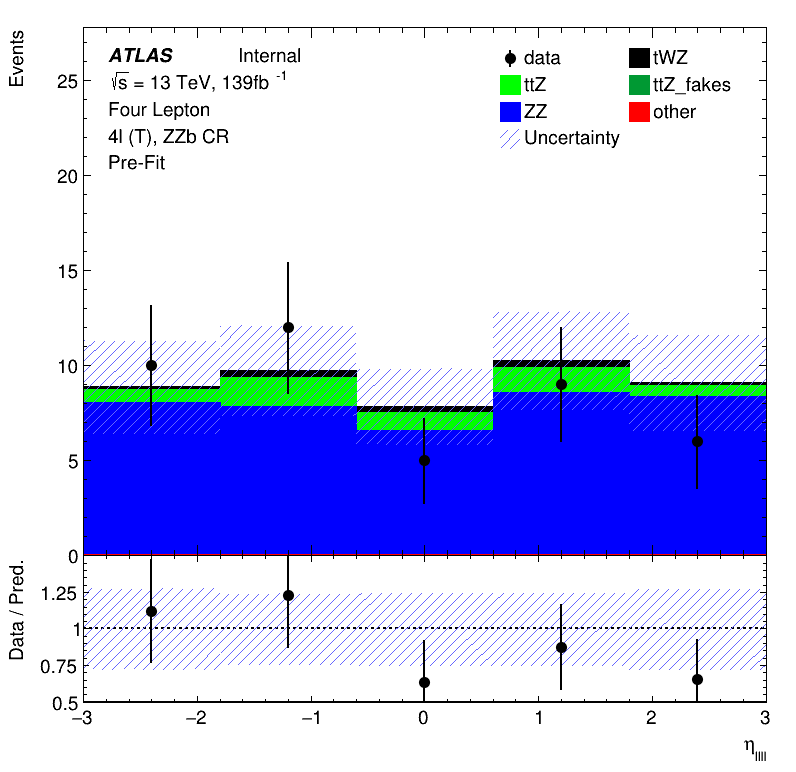 Events
ATLAS Internal
√s = 13 TeV, 139fb⁻¹
Four Lepton
4l (T), ZZb CR
Pre-Fit
data
tWZ
ttZ
ttZ_fakes
ZZ
other
Uncertainty
25
20
15
10
5
0
Data / Pred.
1.25
1
0.75
0.5
−3 −2 −1 0 1 2 3
η_llll